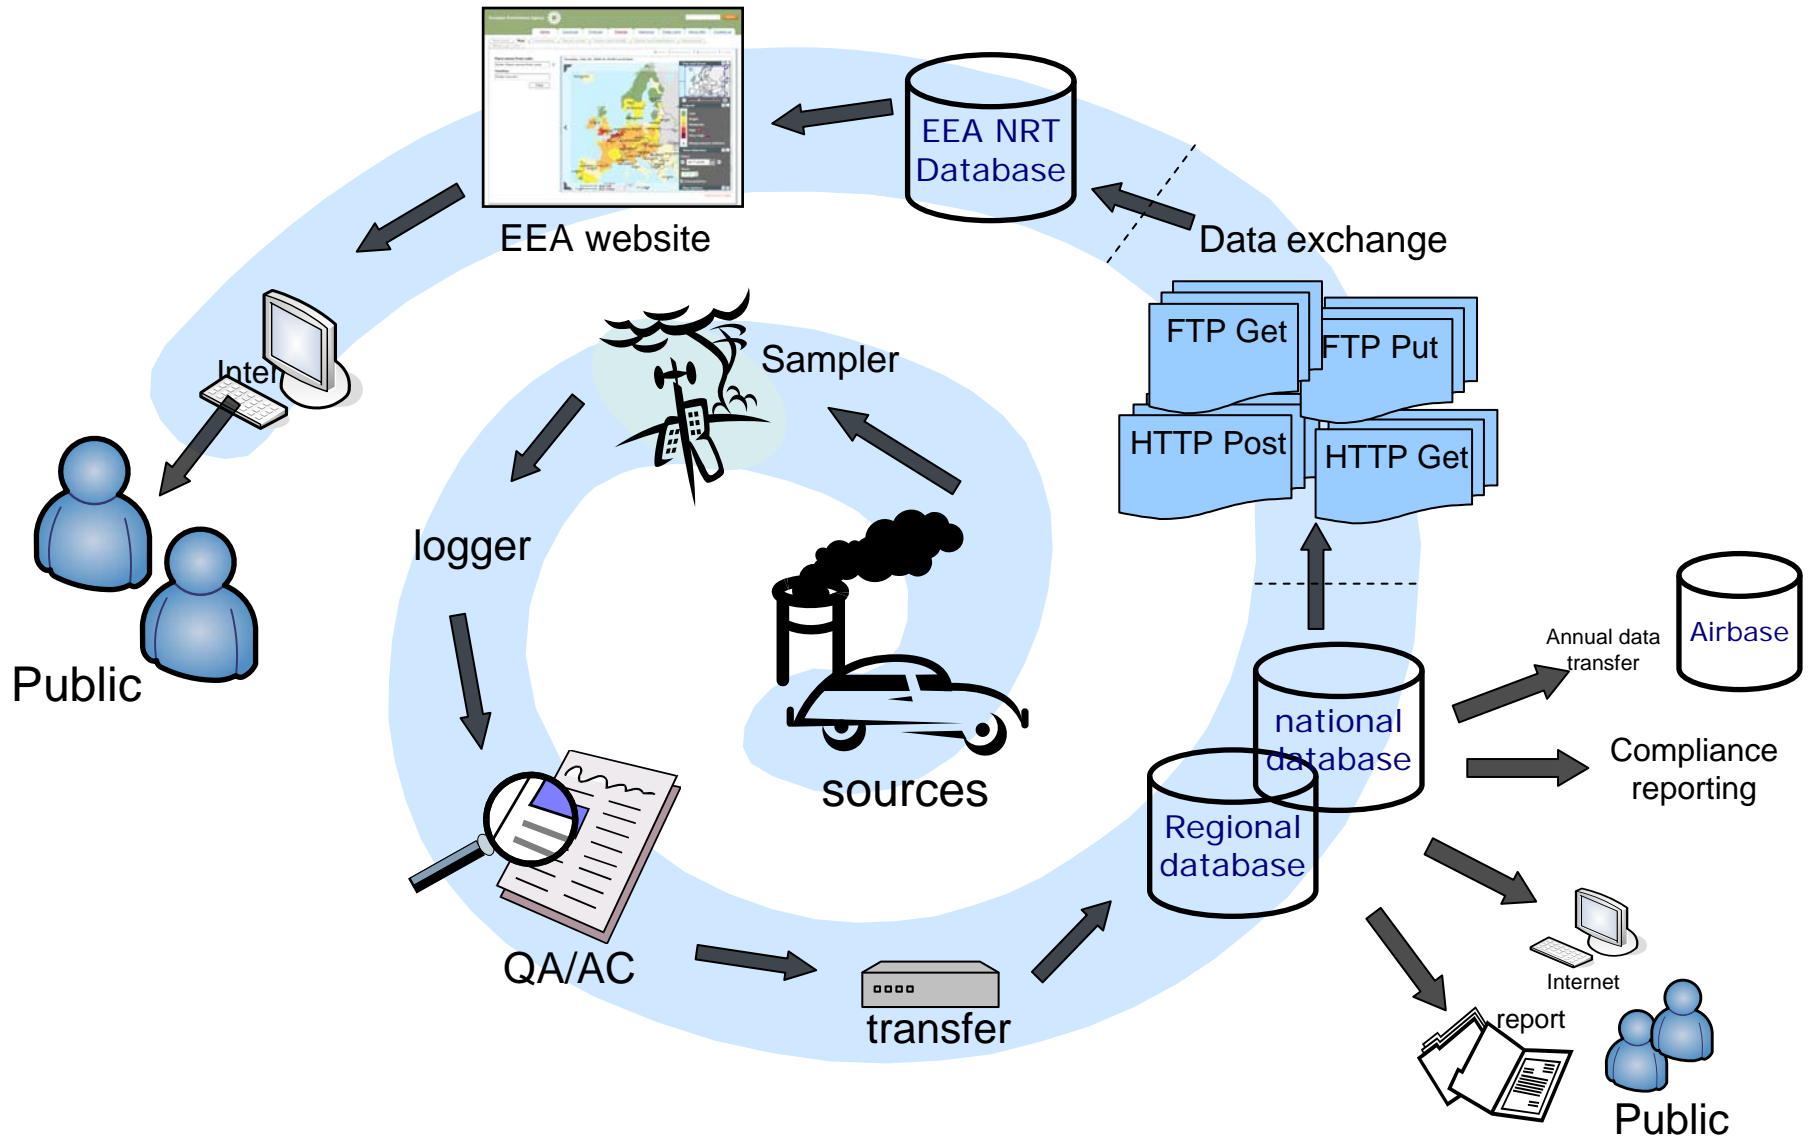 EEA NRT
Database
EEA website
Data exchange
FTP Get
FTP Put
HTTP Post
HTTP Get
Sampler
logger
Public
sources
QA/AC
transfer
national
database
Regional
database
Annual data
transfer
Airbase
Compliance
reporting
Internet
report
Public